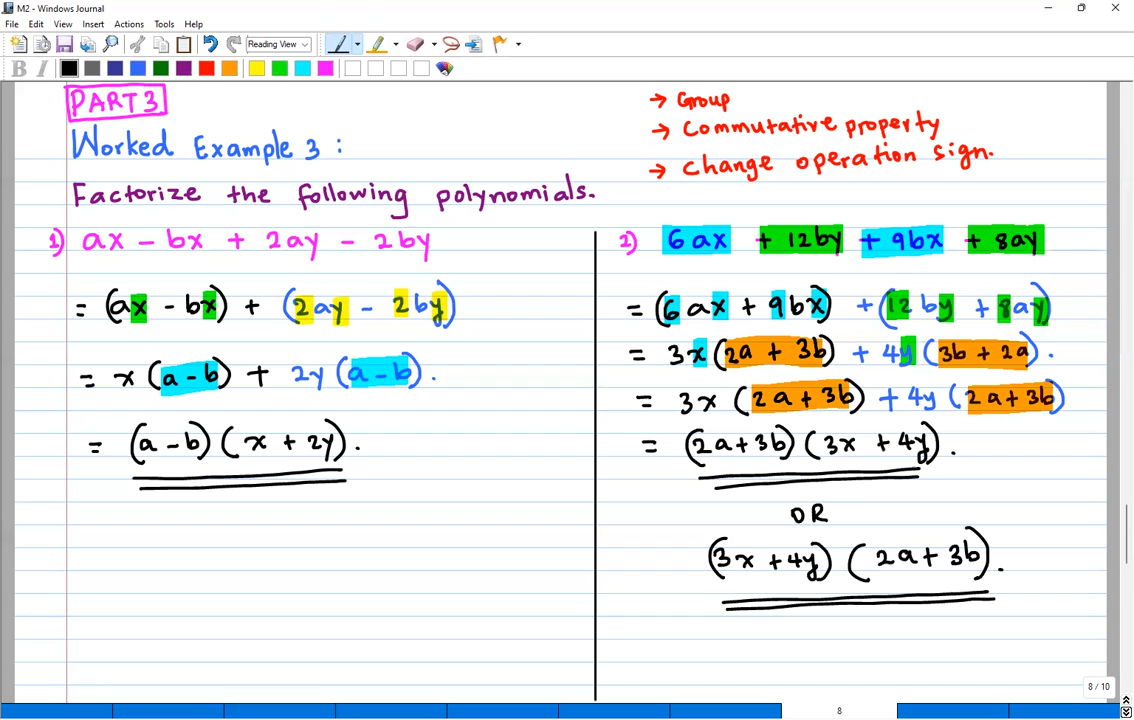 M2 - Windows Journal
File Edit View Insert Actions Tools Help
Reading View
B I
PART 3
Worked Example 3 :
Factorize the following polynomials.
→ Group
→ Commutative property
→ Change operation sign.
1) ax - bx + 2ay - 2by
= (ax - bx) + (2ay - 2by)
= x (a - b) + 2y (a - b).
= (a - b) (x + 2y).
2) 6ax + 12by + 9bx + 8ay
= (6ax + 9bx) + (12by + 8ay)
= 3x (2a + 3b) + 4y (3b + 2a).
= 3x (2a + 3b) + 4y (2a + 3b)
= (2a + 3b) (3x + 4y).
OR
(3x + 4y) (2a + 3b).
8 / 10
8